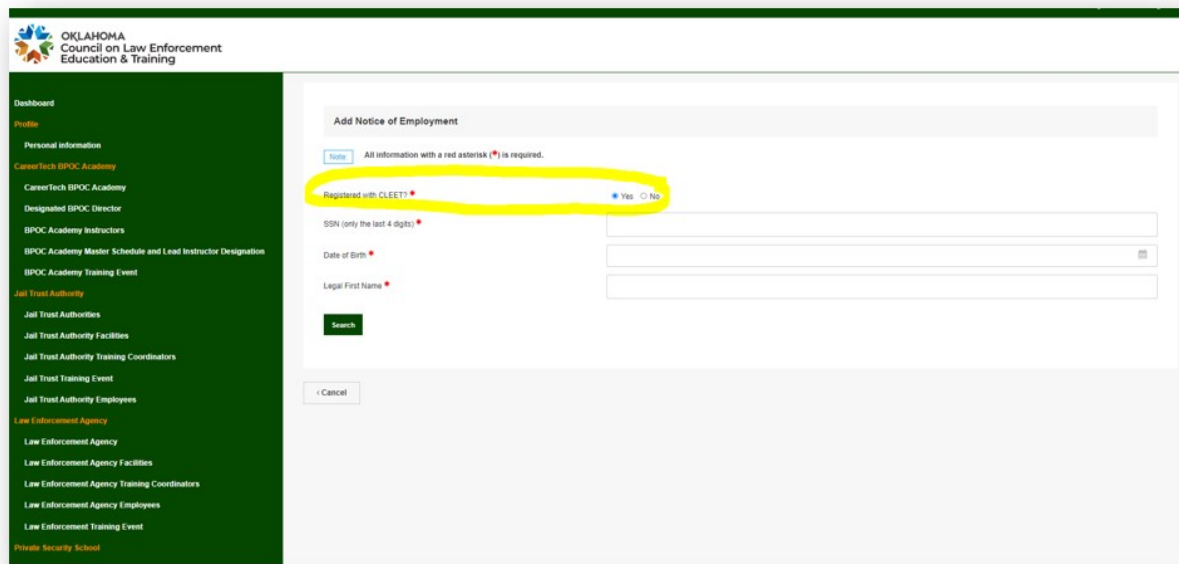 OKLAHOMA
Council on Law Enforcement
Education & Training
Dashboard
Profile
Personal information
CareerTech BPOC Academy
CareerTech BPOC Academy
Designated BPOC Director
BPOC Academy Instructors
BPOC Academy Master Schedule and Lead Instructor Designation
BPOC Academy Training Event
Jail Trust Authority
Jail Trust Authorities
Jail Trust Authority Facilities
Jail Trust Authority Training Coordinators
Jail Trust Training Event
Jail Trust Authority Employees
Law Enforcement Agency
Law Enforcement Agency
Law Enforcement Agency Facilities
Law Enforcement Agency Training Coordinators
Law Enforcement Agency Employees
Law Enforcement Training Event
Private Security School
Add Notice of Employment
Note All information with a red asterisk (*) is required.
Registered with CLEET? * Yes No
SSN (only the last 4 digits) *
Date of Birth *
Legal First Name *
Search
‹ Cancel